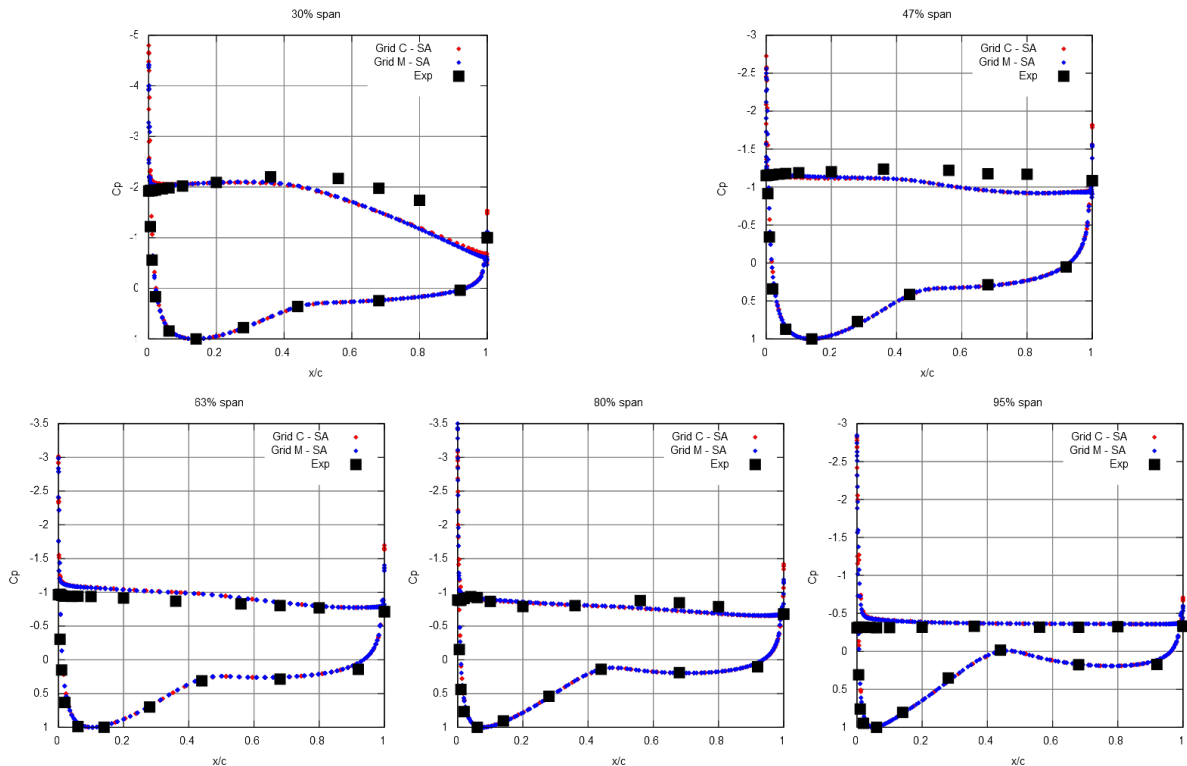 30% span
Grid C - SA
Grid M - SA
Exp
Cp
-5
-4
-3
-2
-1
0
1
0
0.2
0.4
0.6
0.8
1
x/c
47% span
Grid C - SA
Grid M - SA
Exp
Cp
-3
-2.5
-2
-1.5
-1
-0.5
0
0.5
1
0
0.2
0.4
0.6
0.8
1
x/c
63% span
Grid C - SA
Grid M - SA
Exp
Cp
-3.5
-3
-2.5
-2
-1.5
-1
-0.5
0
0.5
1
0
0.2
0.4
0.6
0.8
1
x/c
80% span
Grid C - SA
Grid M - SA
Exp
Cp
-3.5
-3
-2.5
-2
-1.5
-1
-0.5
0
0.5
1
0
0.2
0.4
0.6
0.8
1
x/c
95% span
Grid C - SA
Grid M - SA
Exp
Cp
-3
-2.5
-2
-1.5
-1
-0.5
0
0.5
1
0
0.2
0.4
0.6
0.8
1
x/c